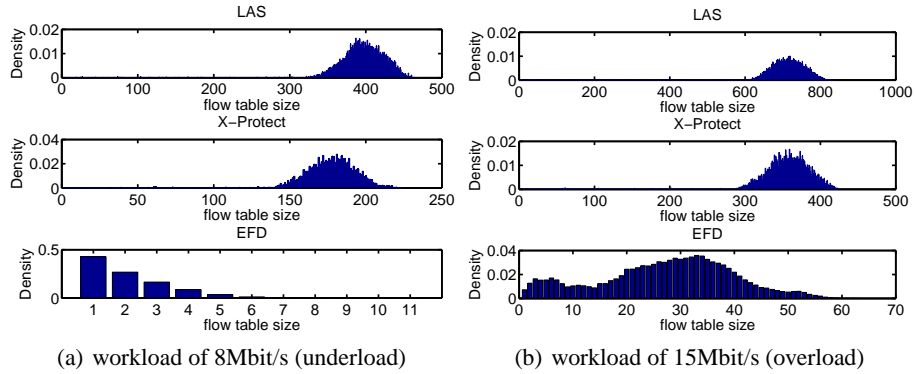 LAS
0.02
0.01
0
Density
0 100 200 300 400 500
flow table size
X−Protect
0.04
0.02
0
Density
0 50 100 150 200 250
flow table size
EFD
0.5
0
Density
1 2 3 4 5 6 7 8 9 10 11
flow table size
(a) workload of 8Mbit/s (underload)
LAS
0.02
0.01
0
Density
0 200 400 600 800 1000
flow table size
X−Protect
0.02
0.01
0
Density
0 100 200 300 400 500
flow table size
EFD
0.04
0.02
0
Density
0 10 20 30 40 50 60 70
flow table size
(b) workload of 15Mbit/s (overload)